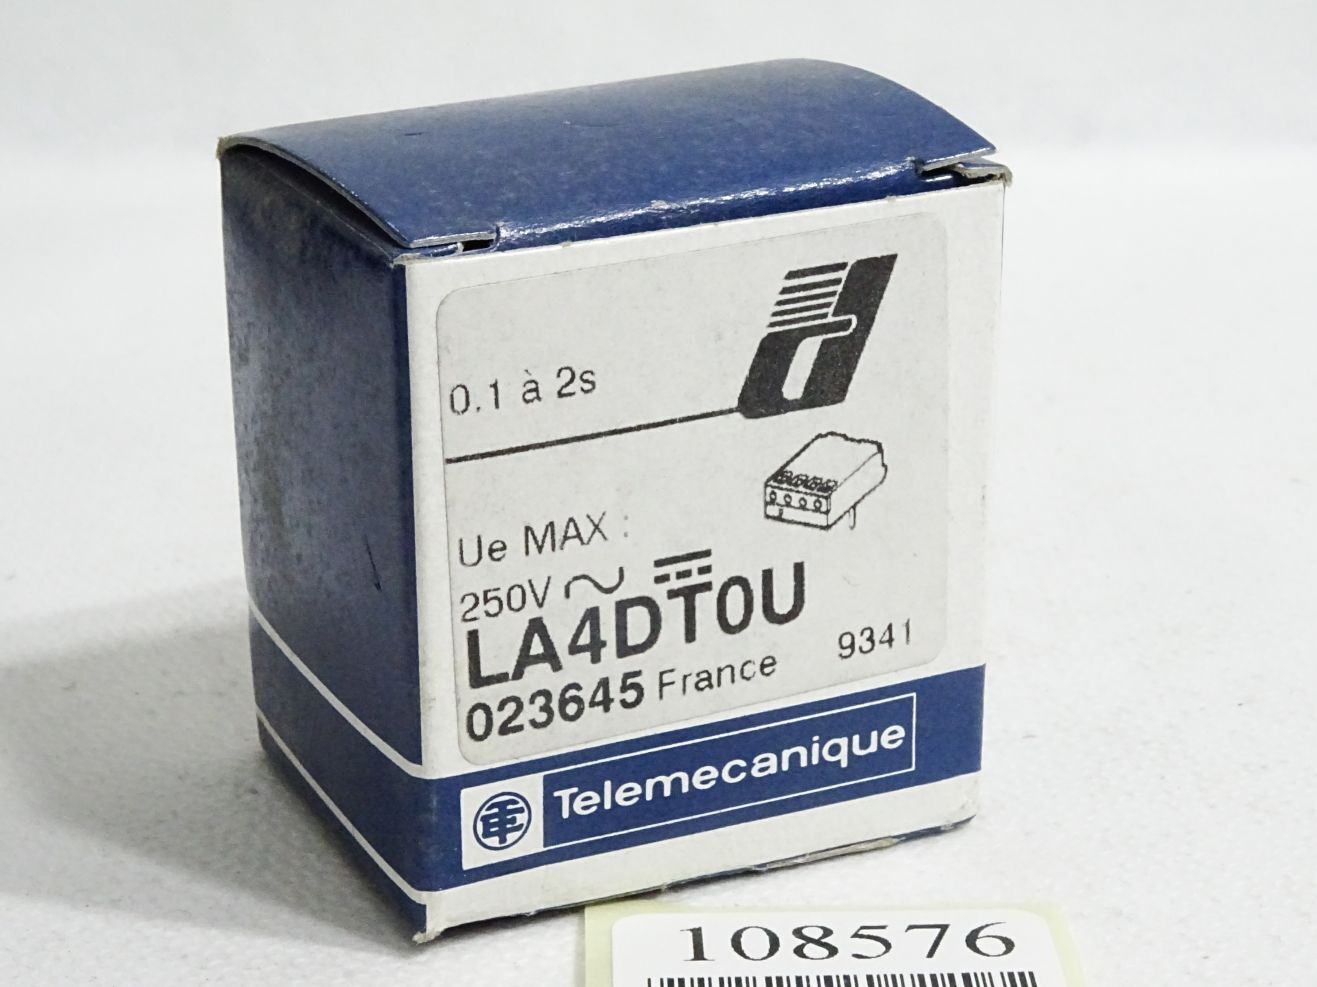 0.1 à 2s
Ue MAX :
250V
LA4DT0U
023645 France 9341
Telemecanique
108576